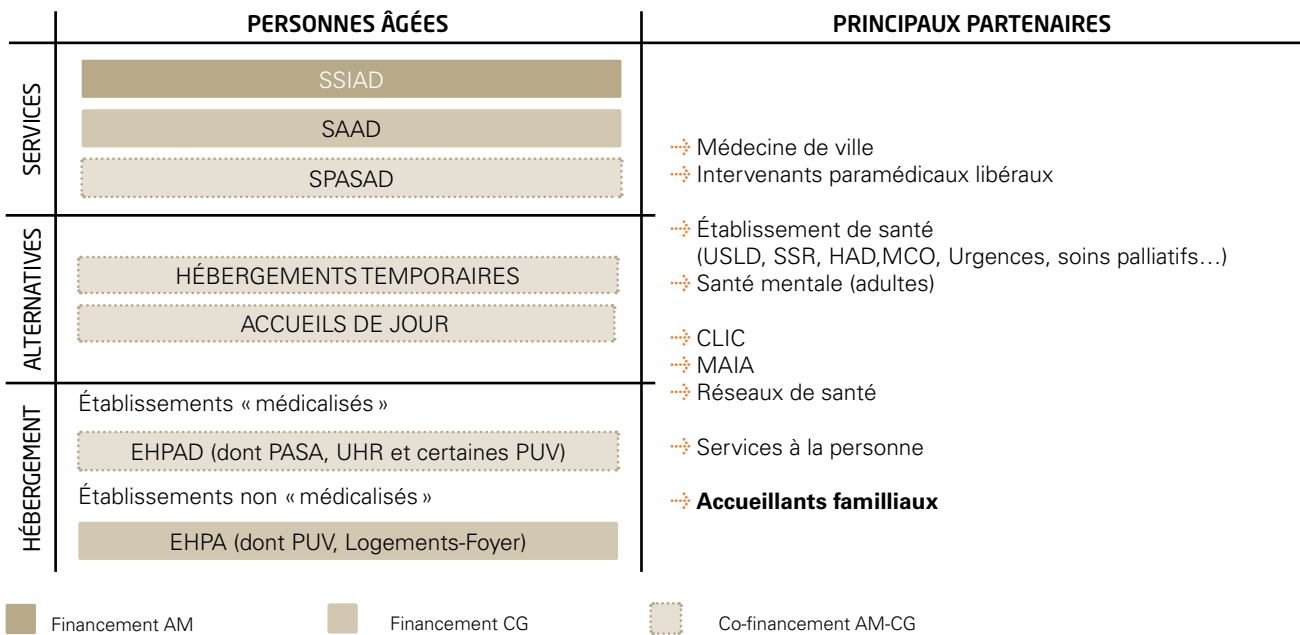 PERSONNES ÂGÉES
PRINCIPAUX PARTENAIRES
SERVICES
SSIAD
SAAD
SPASAD
ALTERNATIVES
HÉBERGEMENTS TEMPORAIRES
ACCUEILS DE JOUR
HÉBERGEMENT
Établissements « médicalisés »
EHPAD (dont PASA, UHR et certaines PUV)
Établissements non « médicalisés »
EHPA (dont PUV, Logements-Foyer)
Médecine de ville
Intervenants paramédicaux libéraux
Établissement de santé
(USLD, SSR, HAD,MCO, Urgences, soins palliatifs…)
Santé mentale (adultes)
CLIC
MAIA
Réseaux de santé
Services à la personne
Accueillants familliaux
Financement AM
Financement CG
Co-financement AM-CG